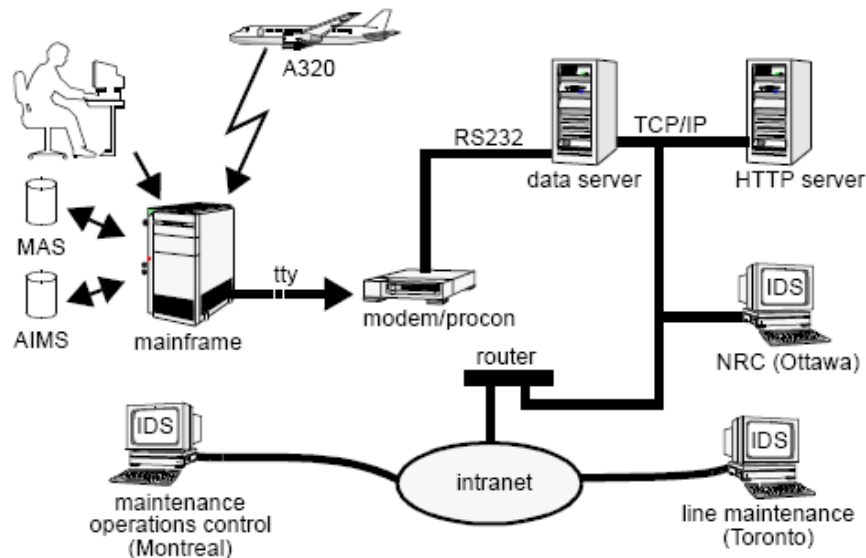 A320
RS232
TCP/IP
data server
HTTP server
MAS
AIMS
mainframe
tty
modem/procon
IDS
NRC (Ottawa)
router
IDS
maintenance
operations control
(Montreal)
intranet
IDS
line maintenance
(Toronto)